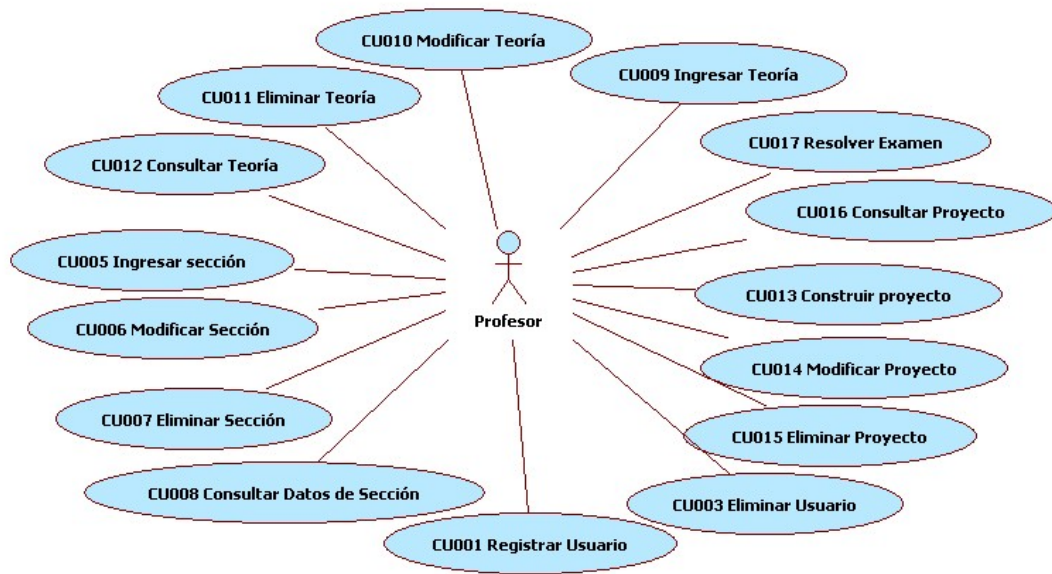 CU010 Modificar Teoría
CU009 Ingresar Teoría
CU011 Eliminar Teoría
CU017 Resolver Examen
CU012 Consultar Teoría
CU016 Consultar Proyecto
CU005 Ingresar sección
CU013 Construir proyecto
Profesor
CU006 Modificar Sección
CU014 Modificar Proyecto
CU007 Eliminar Sección
CU015 Eliminar Proyecto
CU008 Consultar Datos de Sección
CU003 Eliminar Usuario
CU001 Registrar Usuario